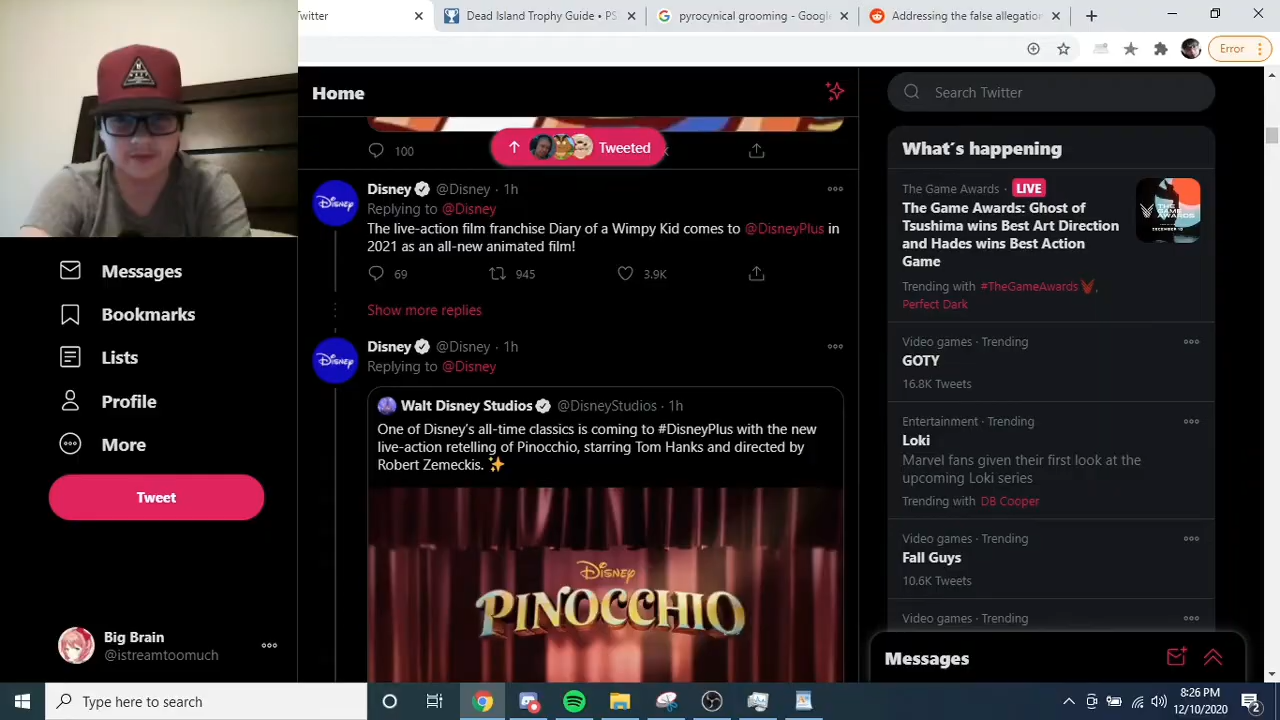 witter
Dead Island Trophy Guide • PS
pyrocynical grooming - Google
Addressing the false allegation
Error
Home
Search Twitter
100
Tweeted
K
Disney @Disney · 1h
Replying to @Disney
The live-action film franchise Diary of a Wimpy Kid comes to @DisneyPlus in
2021 as an all-new animated film!
69 945 3.9K
Show more replies
Disney @Disney · 1h
Replying to @Disney
Walt Disney Studios @DisneyStudios · 1h
One of Disney's all-time classics is coming to #DisneyPlus with the new
live-action retelling of Pinocchio, starring Tom Hanks and directed by
Robert Zemeckis. ✨
Disney
PINOCCHIO
Messages
Bookmarks
Lists
Profile
More
Tweet
Big Brain
@istreamtoomuch
What's happening
The Game Awards · LIVE
The Game Awards: Ghost of
Tsushima wins Best Art Direction
and Hades wins Best Action
Game
Trending with #TheGameAwards,
Perfect Dark
THE GAME AWARDS
Video games · Trending
GOTY
16.8K Tweets
Entertainment · Trending
Loki
Marvel fans given their first look at the
upcoming Loki series
Trending with DB Cooper
Video games · Trending
Fall Guys
10.6K Tweets
Video games · Trending
Messages
Type here to search
8:26 PM
12/10/2020
2